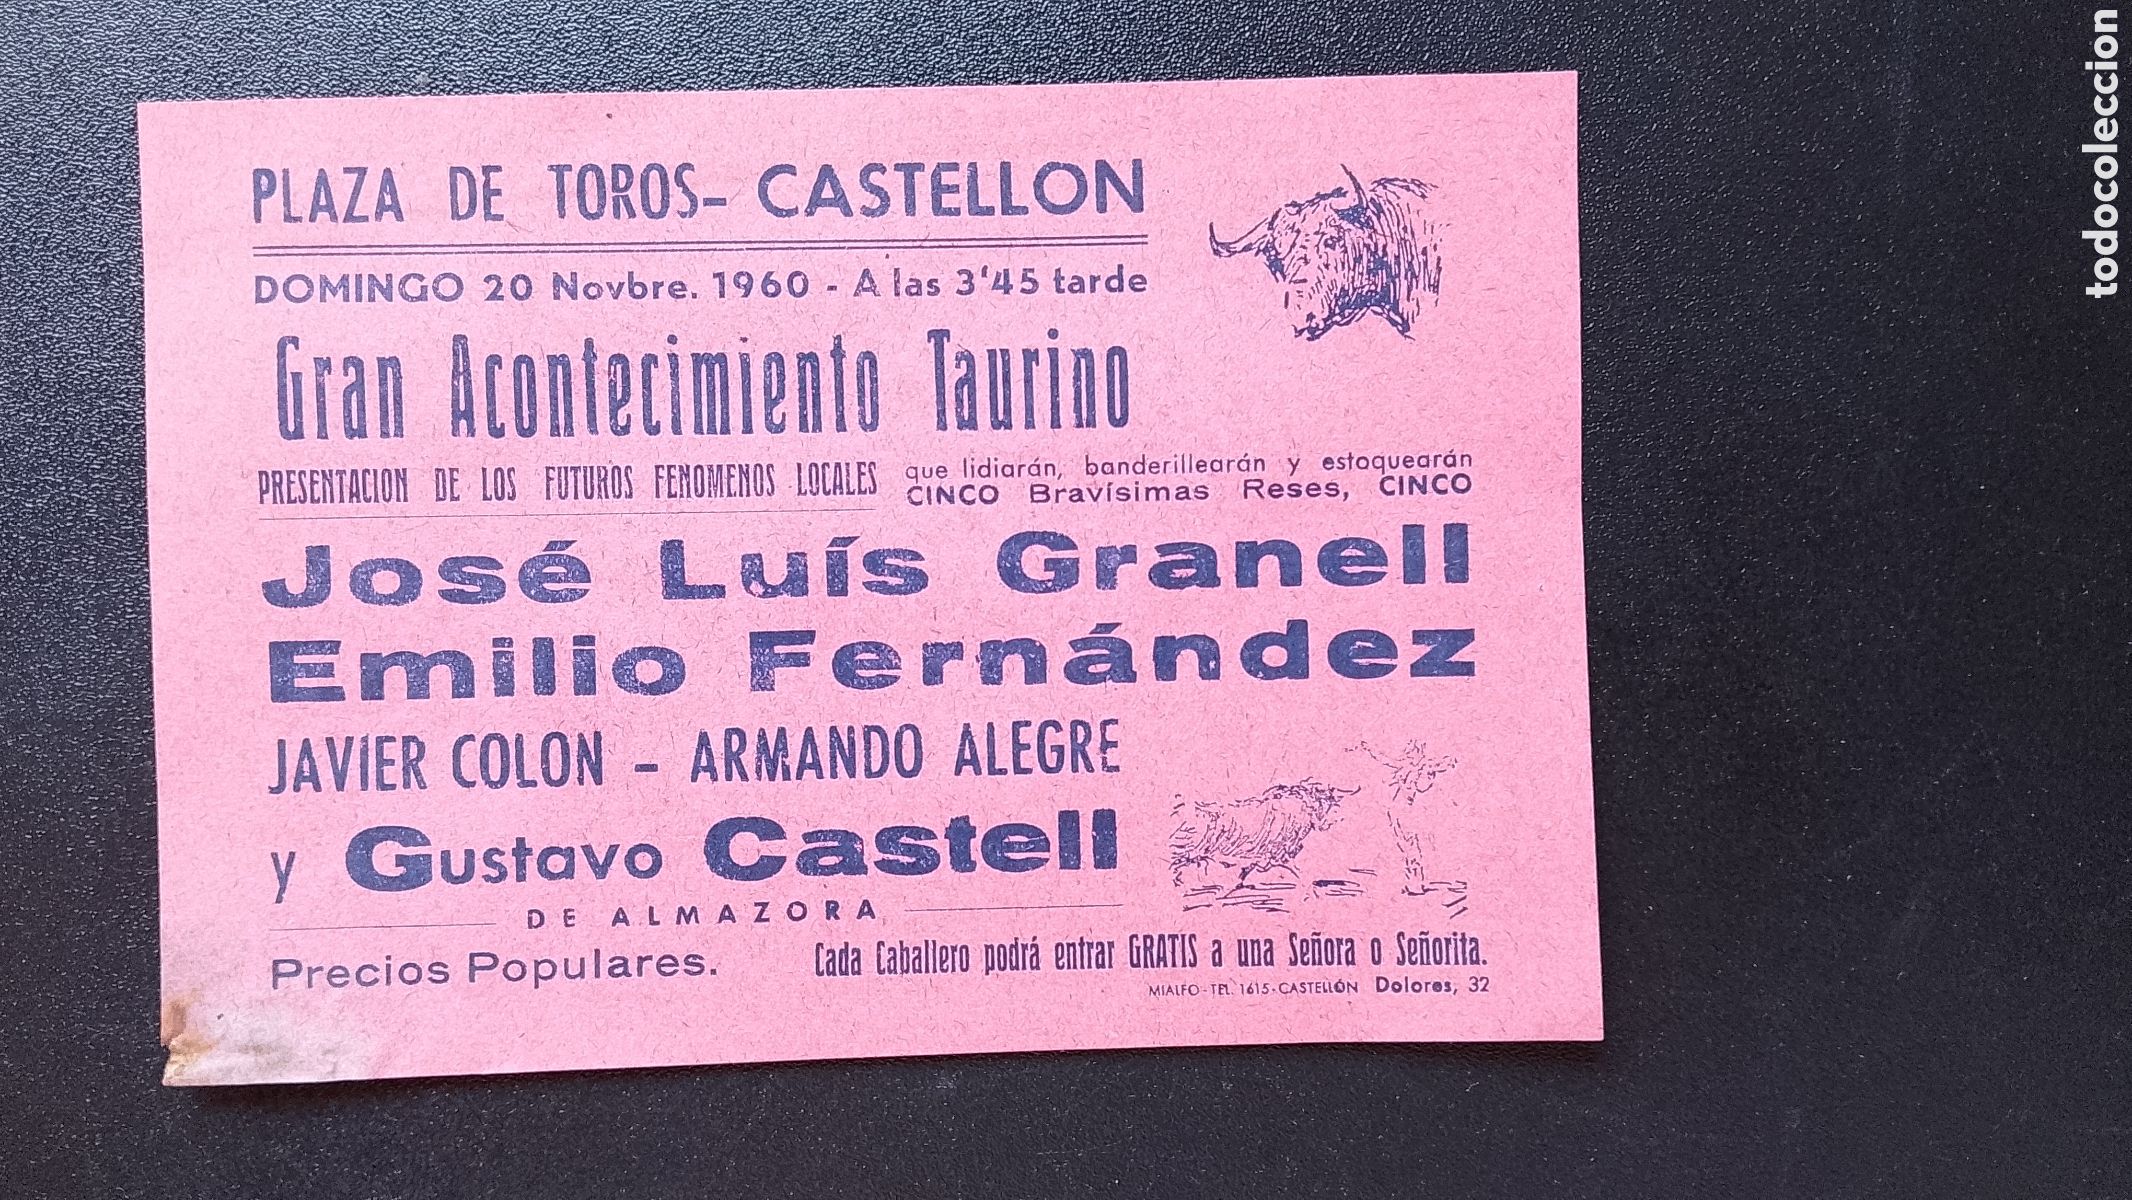 PLAZA DE TOROS- CASTELLON
DOMINGO 20 Novbre. 1960 - A las 3'45 tarde
Gran Acontecimiento Taurino
PRESENTACION DE LOS FUTUROS FENOMENOS LOCALES
que lidiarán, banderillearán y estoquearán
CINCO Bravísimas Reses, CINCO
José Luís Granell
Emilio Fernández
JAVIER COLON - ARMANDO ALEGRE
y Gustavo Castell
DE ALMAZORA
Precios Populares. Cada Caballero podrá entrar GRATIS a una Señora o Señorita.
MIALFO - TEL. 1615 - CASTELLÓN Dolores, 32
todocoleccion